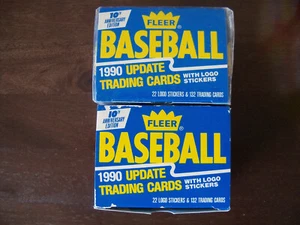 10th
ANNIVERSARY
EDITION
FLEER
BASEBALL
1990 UPDATE
TRADING CARDS
WITH LOGO
STICKERS
22 LOGO STICKERS & 132 TRADING CARDS
10th
ANNIVERSARY
EDITION
FLEER
BASEBALL
1990 UPDATE
TRADING CARDS
WITH LOGO
STICKERS
22 LOGO STICKERS & 132 TRADING CARDS